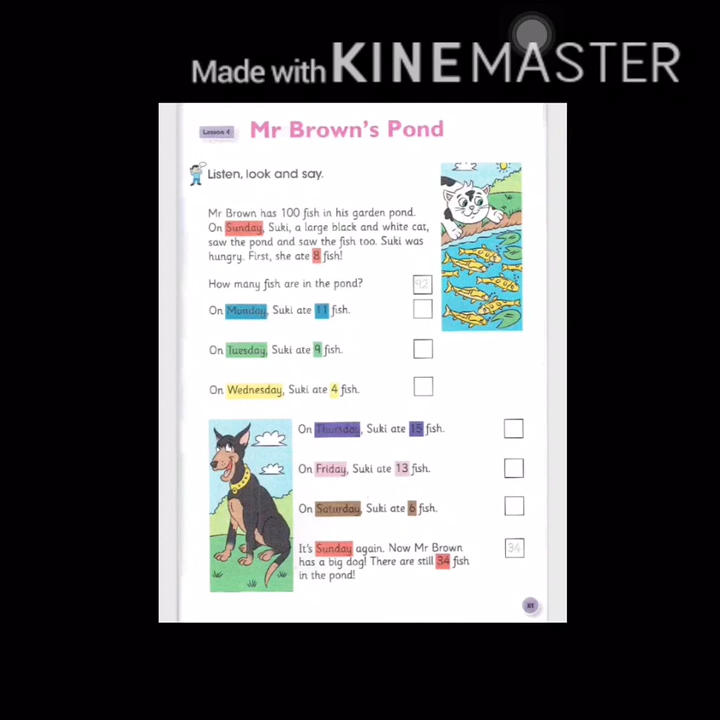 Made with KINEMASTER
Lesson 4
Mr Brown's Pond
Listen, look and say.
Mr Brown has 100 fish in his garden pond.
On Sunday, Suki, a large black and white cat,
saw the pond and saw the fish too. Suki was
hungry. First, she ate 8 fish!
How many fish are in the pond?
92
On Monday, Suki ate 11 fish.
On Tuesday, Suki ate 9 fish.
On Wednesday, Suki ate 4 fish.
On Thursday, Suki ate 15 fish.
On Friday, Suki ate 13 fish.
On Saturday, Suki ate 6 fish.
It's Sunday again. Now Mr Brown
has a big dog! There are still 34 fish
in the pond!
34